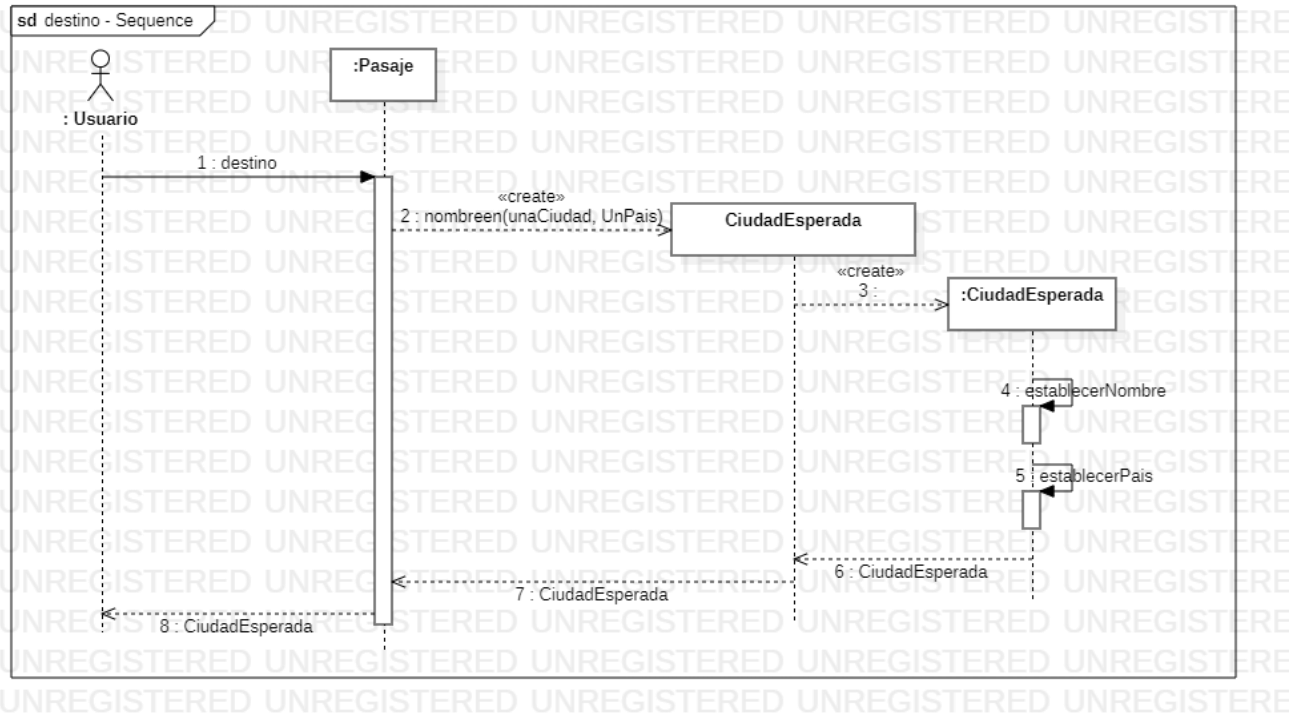 sd destino - Sequence
:Pasaje
: Usuario
1 : destino
«create»
2 : nombreen(unaCiudad, UnPais)
CiudadEsperada
«create»
3 :
:CiudadEsperada
4 : establecerNombre
5 : establecerPais
6 : CiudadEsperada
7 : CiudadEsperada
8 : CiudadEsperada
UNREGISTERED